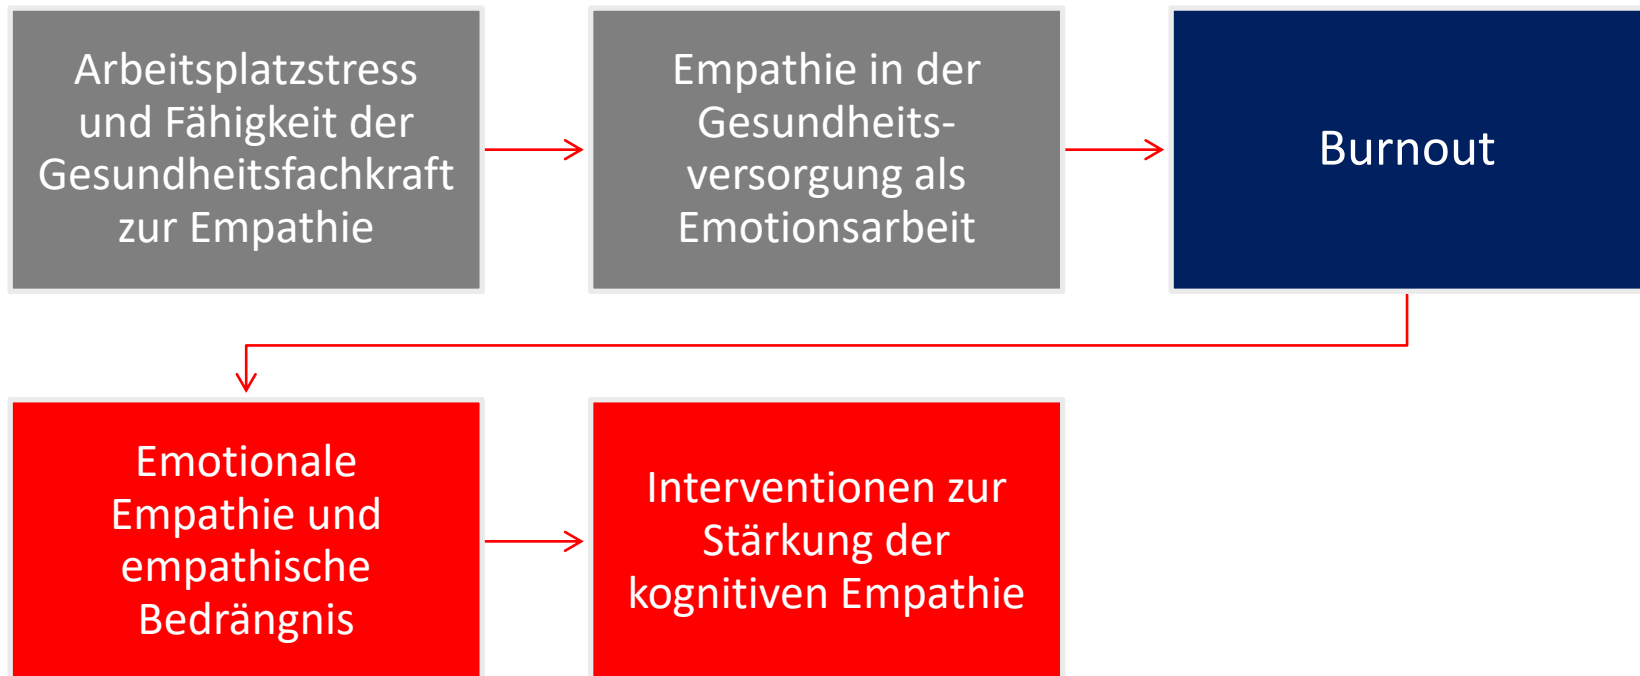 Arbeitsplatzstress
und Fähigkeit der
Gesundheitsfachkraft
zur Empathie
Empathie in der
Gesundheits-
versorgung als
Emotionsarbeit
Burnout
Emotionale
Empathie und
empathische
Bedrängnis
Interventionen zur
Stärkung der
kognitiven Empathie